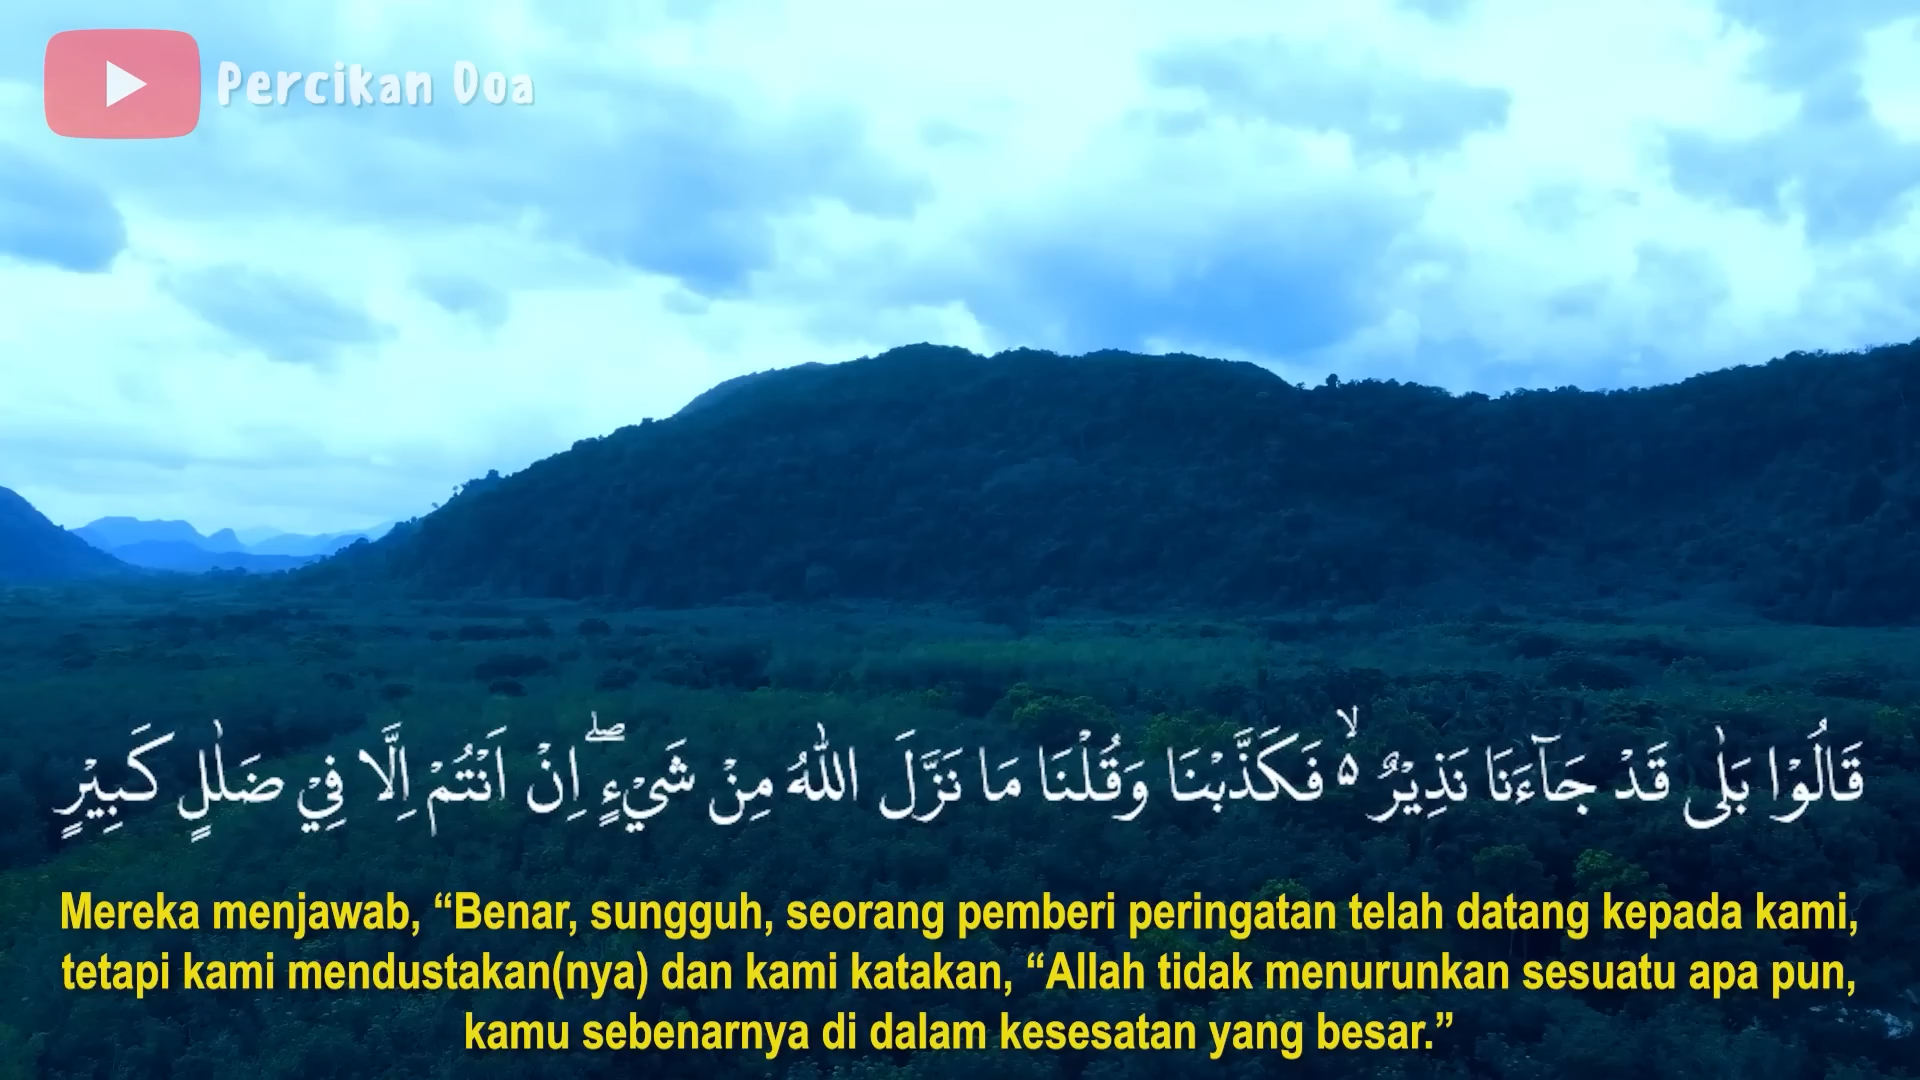 Percikan Doa
قَالُوْا بَلٰى قَدْ جَاۤءَنَا نَذِيْرٌ ۙ۵ فَكَذَّبْنَا وَقُلْنَا مَا نَزَّلَ اللّٰهُ مِنْ شَيْءٍۖ اِنْ اَنْتُمْ اِلَّا فِيْ ضَلٰلٍ كَبِيْرٍ
Mereka menjawab, “Benar, sungguh, seorang pemberi peringatan telah datang kepada kami,
tetapi kami mendustakan(nya) dan kami katakan, “Allah tidak menurunkan sesuatu apa pun,
kamu sebenarnya di dalam kesesatan yang besar.”